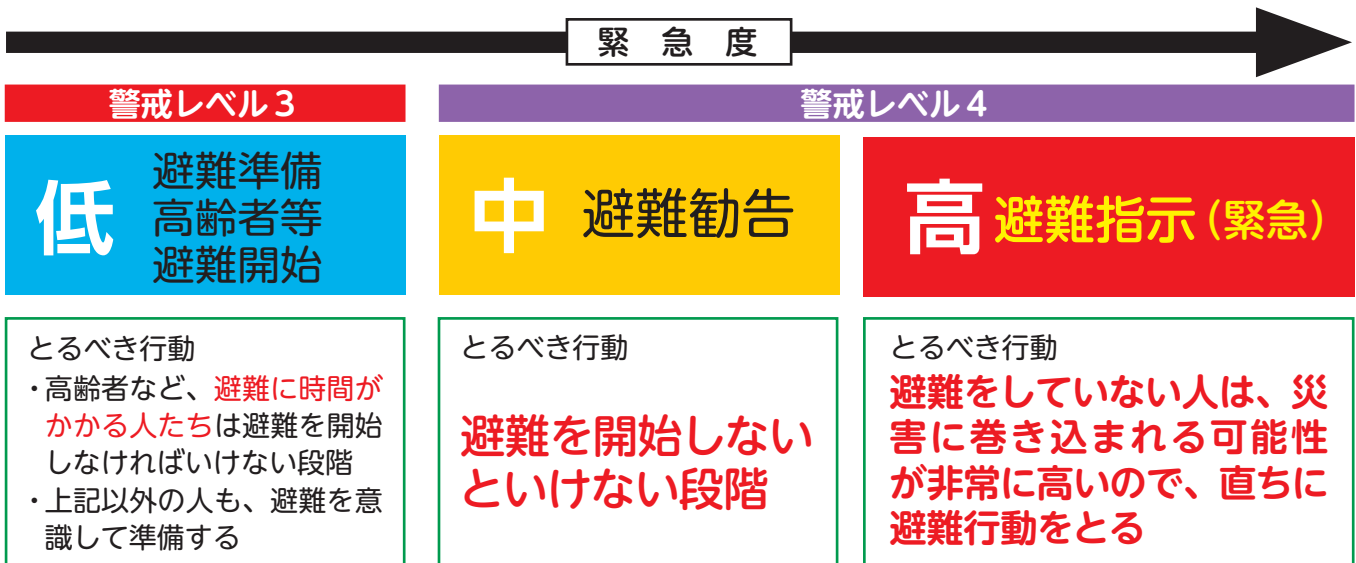 緊急度
警戒レベル3
警戒レベル4
低
避難準備
高齢者等
避難開始
中 避難勧告
高 避難指示(緊急)
とるべき行動
・高齢者など、避難に時間が
かかる人たちは避難を開始
しなければいけない段階
・上記以外の人も、避難を意
識して準備する
とるべき行動
避難を開始しない
といけない段階
とるべき行動
避難をしていない人は、災
害に巻き込まれる可能性
が非常に高いので、直ちに
避難行動をとる